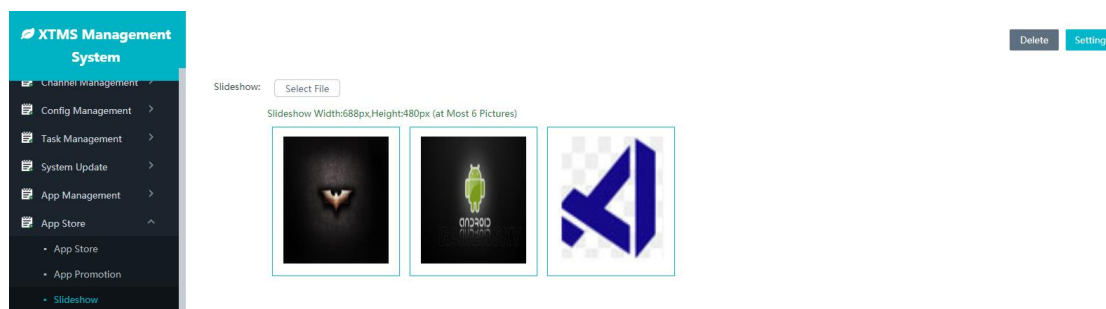 XTMS Management
System
Delete
Setting
Channel Management
Config Management
Task Management
System Update
App Management
App Store
• App Store
• App Promotion
• Slideshow
Slideshow:
Select File
Slideshow Width:688px,Height:480px (at Most 6 Pictures)
ANDROID